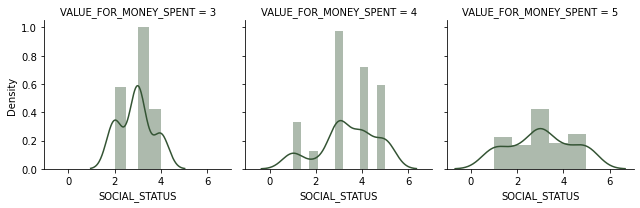 VALUE_FOR_MONEY_SPENT = 3
VALUE_FOR_MONEY_SPENT = 4
VALUE_FOR_MONEY_SPENT = 5
Density
1.0
0.8
0.6
0.4
0.2
0.0
0 2 4 6
0 2 4 6
0 2 4 6
SOCIAL_STATUS
SOCIAL_STATUS
SOCIAL_STATUS